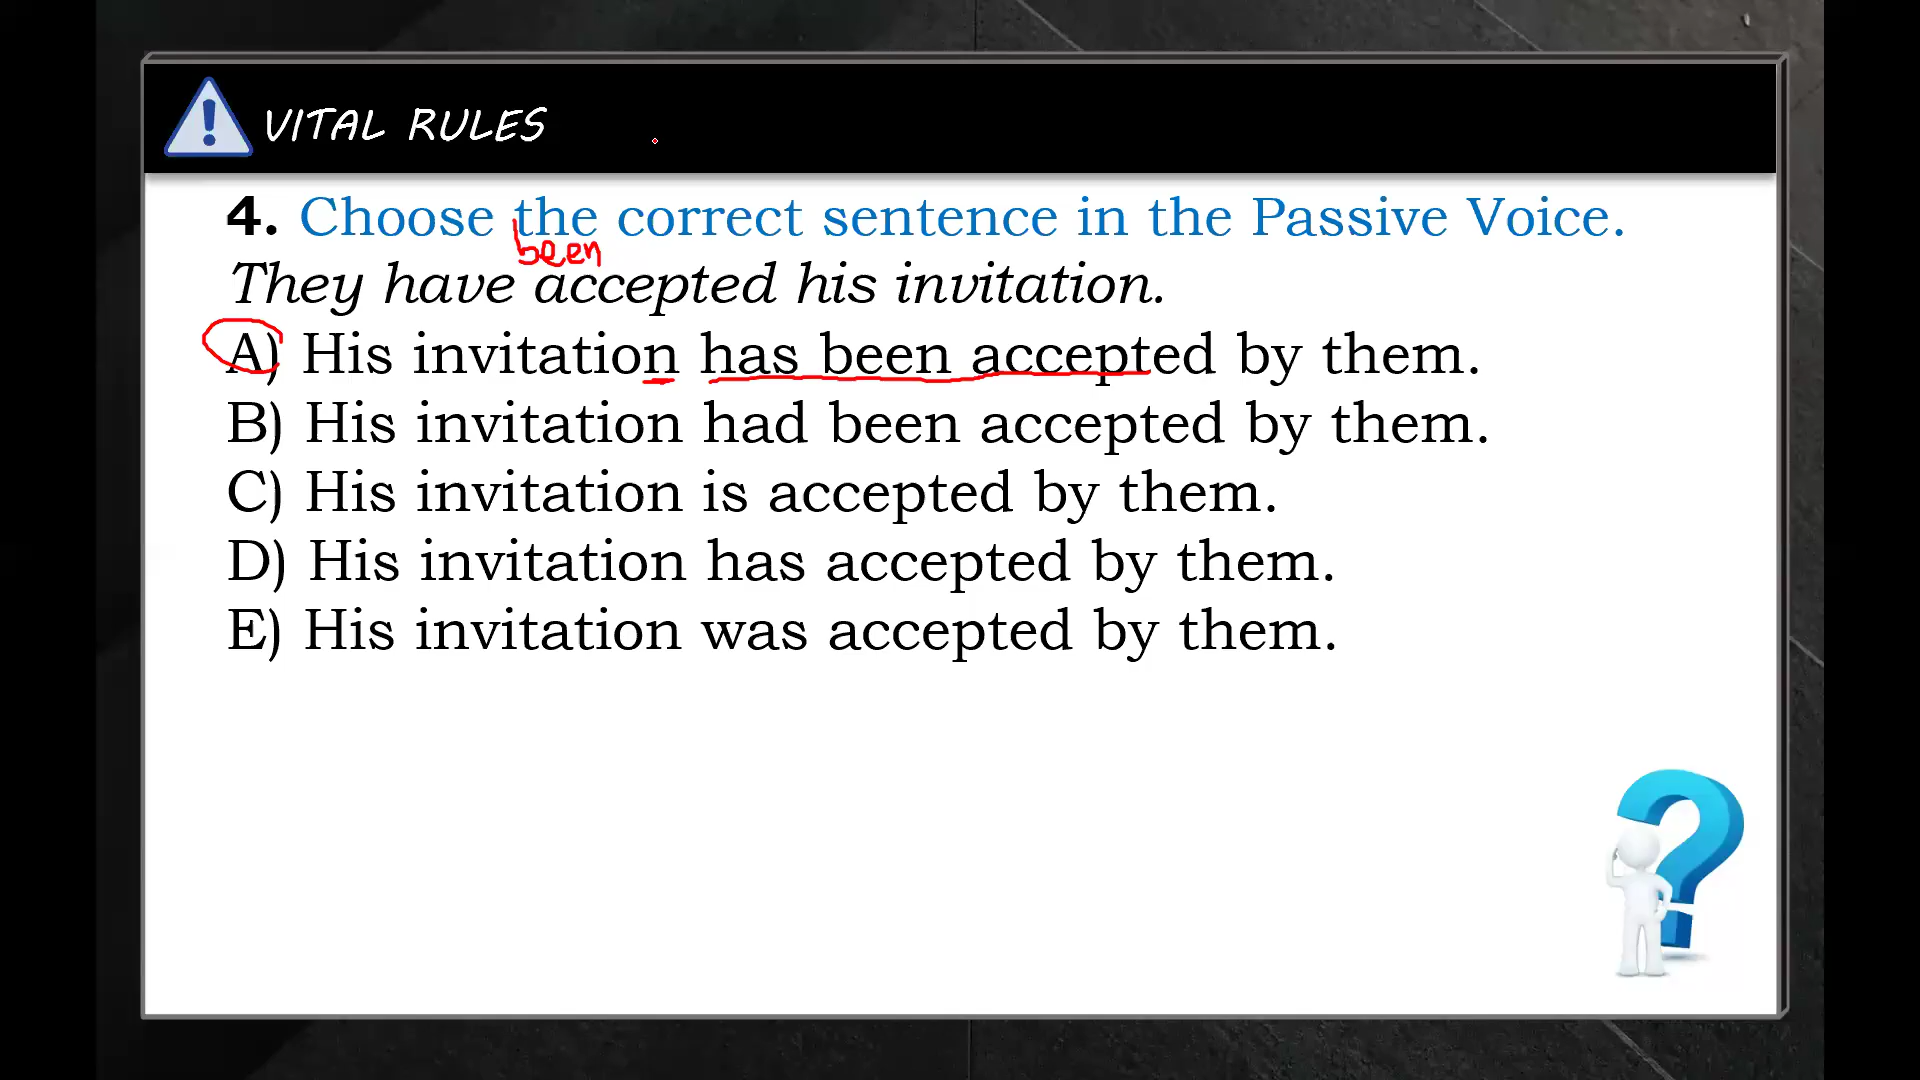 VITAL RULES
4. Choose the correct sentence in the Passive Voice.
been
They have accepted his invitation.
A) His invitation has been accepted by them.
B) His invitation had been accepted by them.
C) His invitation is accepted by them.
D) His invitation has accepted by them.
E) His invitation was accepted by them.